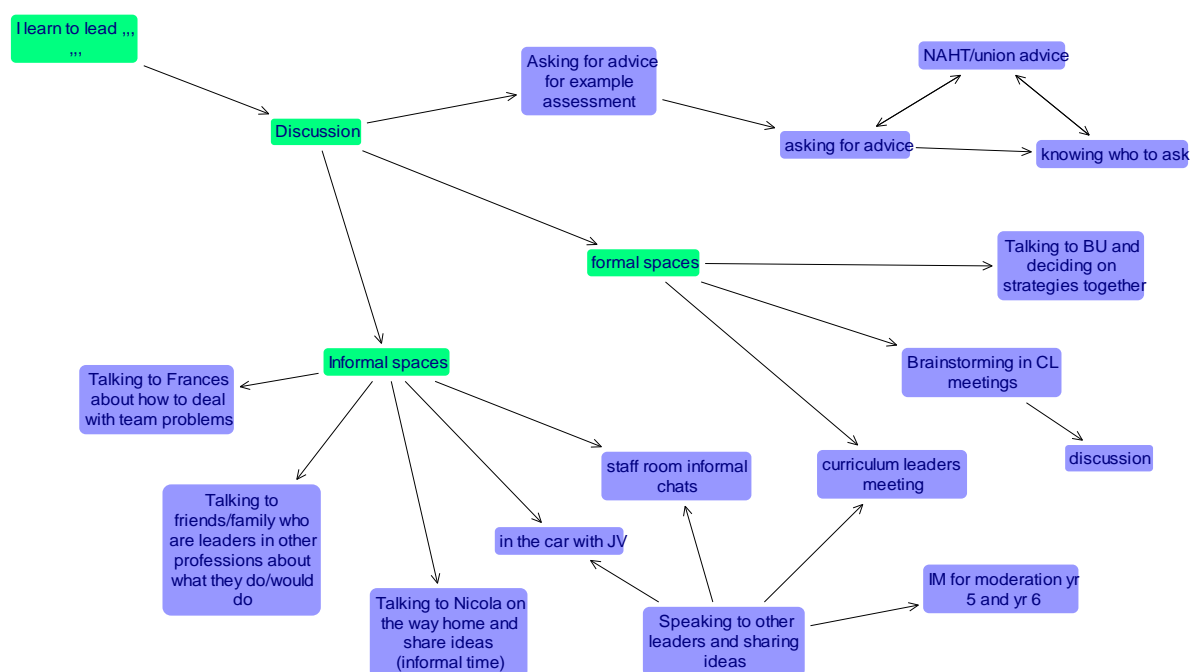 I learn to lead ,,,
,,,
Asking for advice
for example
assessment
NAHT/union advice
Discussion
asking for advice
knowing who to ask
formal spaces
Talking to BU and
deciding on
strategies together
Informal spaces
Brainstorming in CL
meetings
Talking to Frances
about how to deal
with team problems
discussion
staff room informal
chats
curriculum leaders
meeting
Talking to
friends/family who
are leaders in other
professions about
what they do/would
do
in the car with JV
IM for moderation yr
5 and yr 6
Talking to Nicola on
the way home and
share ideas
(informal time)
Speaking to other
leaders and sharing
ideas